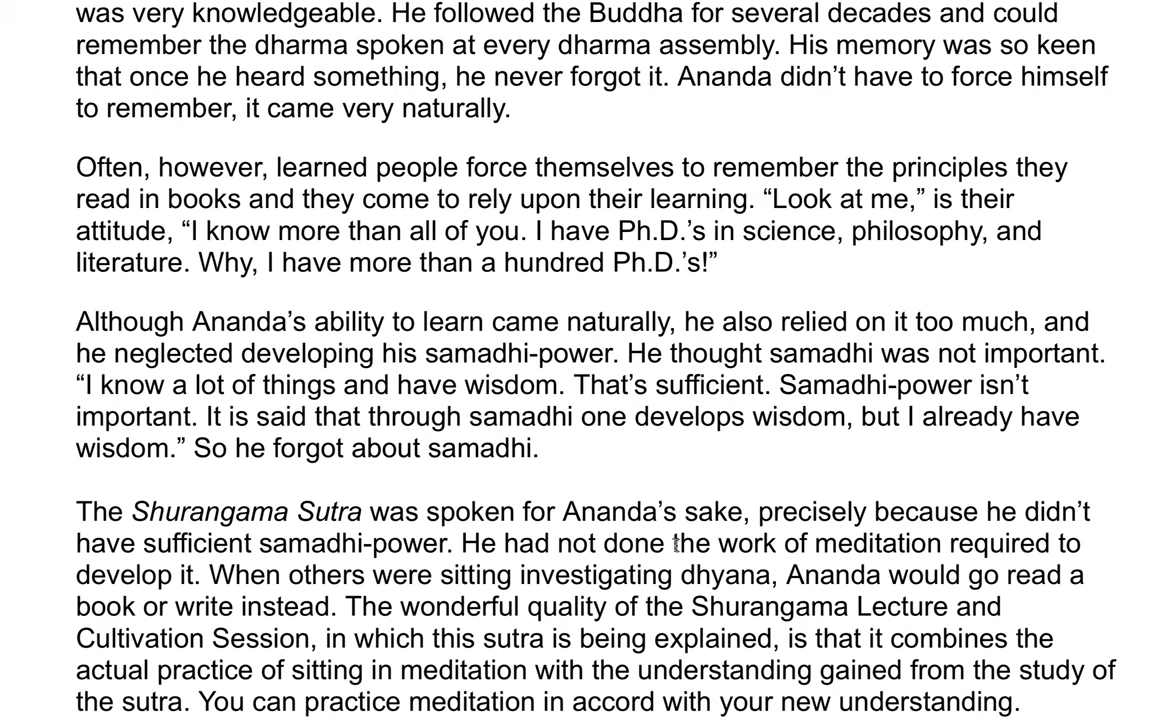 was very knowledgeable. He followed the Buddha for several decades and could
remember the dharma spoken at every dharma assembly. His memory was so keen
that once he heard something, he never forgot it. Ananda didn’t have to force himself
to remember, it came very naturally.
Often, however, learned people force themselves to remember the principles they
read in books and they come to rely upon their learning. “Look at me,” is their
attitude, “I know more than all of you. I have Ph.D.’s in science, philosophy, and
literature. Why, I have more than a hundred Ph.D.’s!”
Although Ananda’s ability to learn came naturally, he also relied on it too much, and
he neglected developing his samadhi-power. He thought samadhi was not important.
“I know a lot of things and have wisdom. That’s sufficient. Samadhi-power isn’t
important. It is said that through samadhi one develops wisdom, but I already have
wisdom.” So he forgot about samadhi.
The Shurangama Sutra was spoken for Ananda’s sake, precisely because he didn’t
have sufficient samadhi-power. He had not done the work of meditation required to
develop it. When others were sitting investigating dhyana, Ananda would go read a
book or write instead. The wonderful quality of the Shurangama Lecture and
Cultivation Session, in which this sutra is being explained, is that it combines the
actual practice of sitting in meditation with the understanding gained from the study of
the sutra. You can practice meditation in accord with your new understanding.